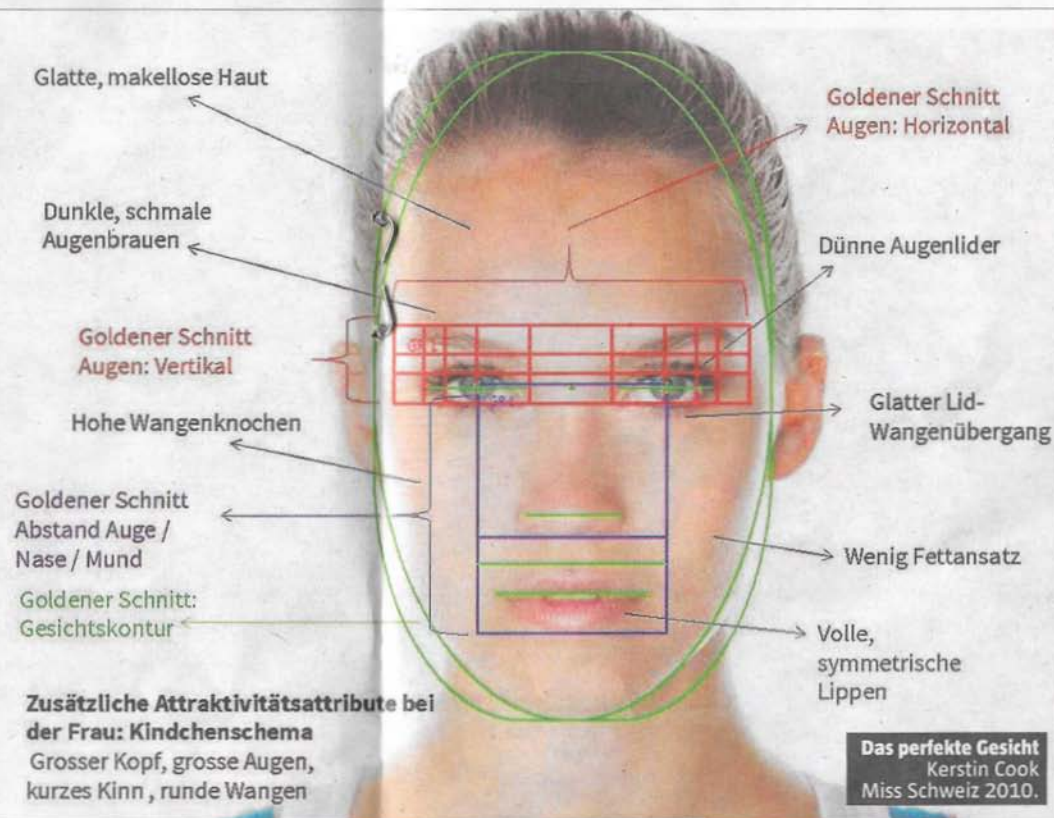 Glatte, makellose Haut
Goldener Schnitt
Augen: Horizontal
Dunkle, schmale
Augenbrauen
Dünne Augenlider
Goldener Schnitt
Augen: Vertikal
Hohe Wangenknochen
Glatter Lid-
Wangenübergang
Goldener Schnitt
Abstand Auge /
Nase / Mund
Wenig Fettansatz
Goldener Schnitt:
Gesichtskontur
Volle,
symmetrische
Lippen
Zusätzliche Attraktivitätsattribute bei
der Frau: Kindchenschema
Grosser Kopf, grosse Augen,
kurzes Kinn , runde Wangen
Das perfekte Gesicht
Kerstin Cook
Miss Schweiz 2010.